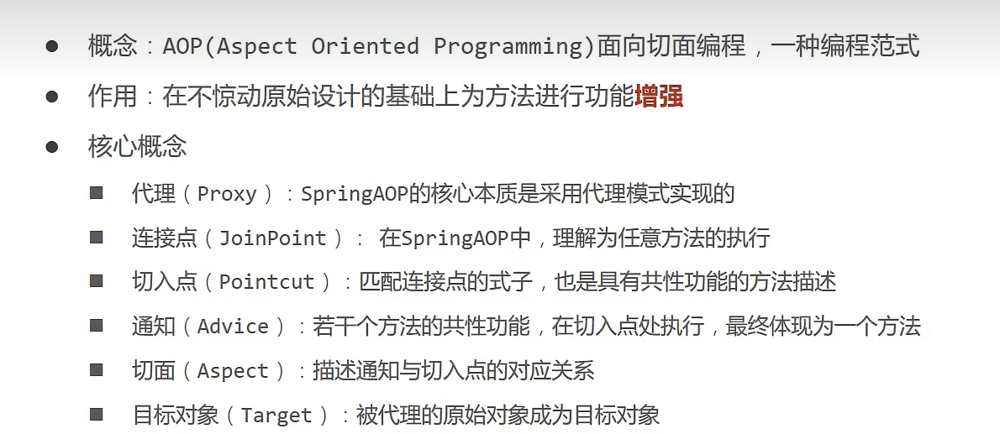 ● 概念：AOP(Aspect Oriented Programming)面向切面编程，一种编程范式
● 作用：在不惊动原始设计的基础上为方法进行功能增强
● 核心概念
■ 代理（Proxy）：SpringAOP的核心本质是采用代理模式实现的
■ 连接点（JoinPoint）： 在SpringAOP中，理解为任意方法的执行
■ 切入点（Pointcut）：匹配连接点的式子，也是具有共性功能的方法描述
■ 通知（Advice）：若干个方法的共性功能，在切入点处执行，最终体现为一个方法
■ 切面（Aspect）：描述通知与切入点的对应关系
■ 目标对象（Target）：被代理的原始对象成为目标对象